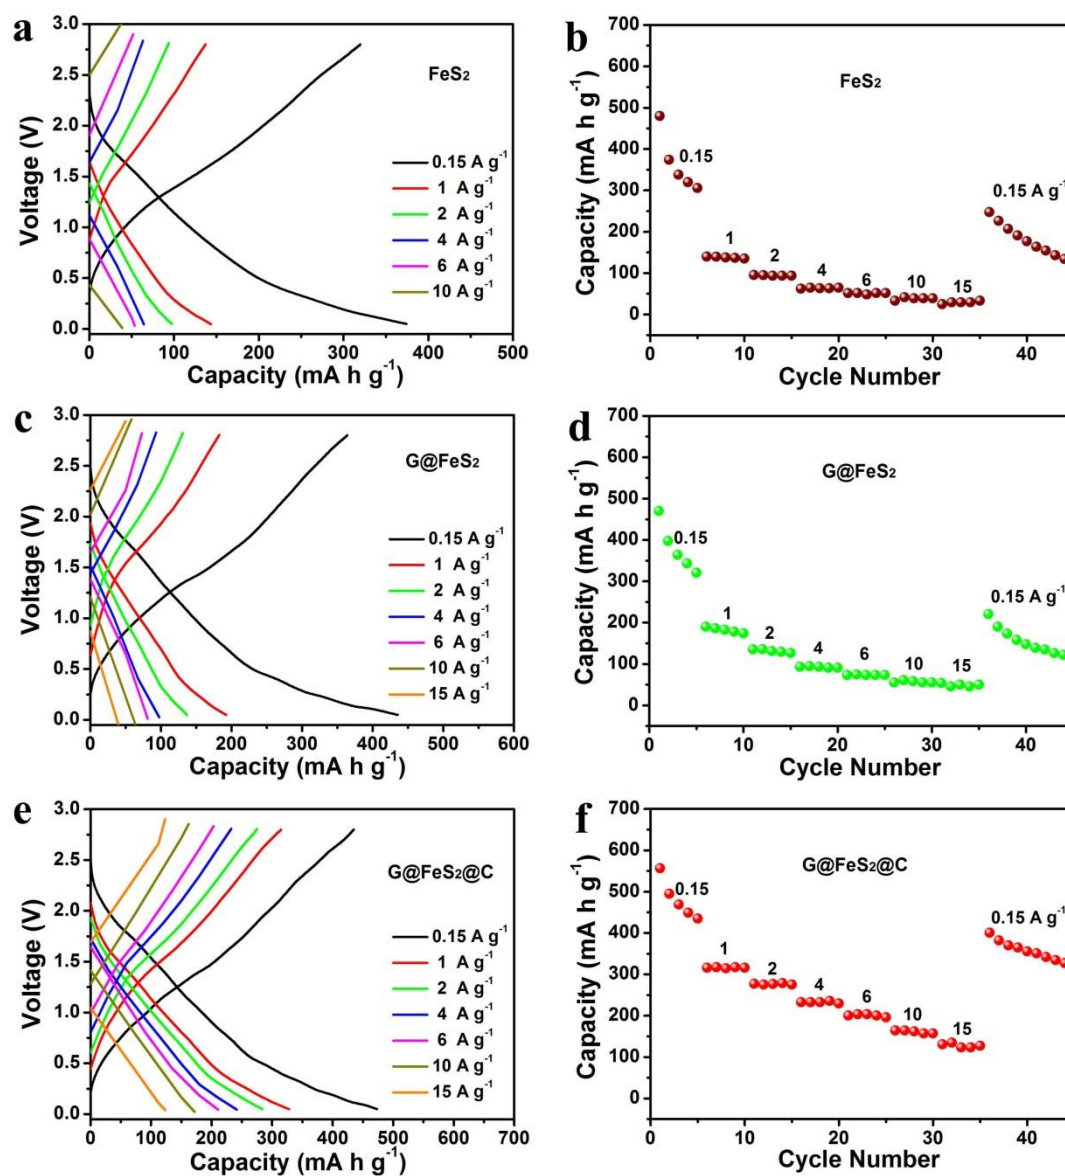 a
FeS₂
0.15 A g⁻¹
1 A g⁻¹
2 A g⁻¹
4 A g⁻¹
6 A g⁻¹
10 A g⁻¹
Voltage (V)
3.0
2.5
2.0
1.5
1.0
0.5
0.0
0 100 200 300 400 500
Capacity (mA h g⁻¹)
b
FeS₂
0.15
1
2
4
6
10
15
0.15 A g⁻¹
Capacity (mA h g⁻¹)
700
600
500
400
300
200
100
0
0 10 20 30 40
Cycle Number
c
G@FeS₂
0.15 A g⁻¹
1 A g⁻¹
2 A g⁻¹
4 A g⁻¹
6 A g⁻¹
10 A g⁻¹
15 A g⁻¹
Voltage (V)
3.0
2.5
2.0
1.5
1.0
0.5
0.0
0 100 200 300 400 500 600
Capacity (mA h g⁻¹)
d
G@FeS₂
0.15
1
2
4
6
10
15
0.15 A g⁻¹
Capacity (mA h g⁻¹)
700
600
500
400
300
200
100
0
0 10 20 30 40
Cycle Number
e
G@FeS₂@C
0.15 A g⁻¹
1 A g⁻¹
2 A g⁻¹
4 A g⁻¹
6 A g⁻¹
10 A g⁻¹
15 A g⁻¹
Voltage (V)
3.0
2.5
2.0
1.5
1.0
0.5
0.0
0 100 200 300 400 500 600 700
Capacity (mA h g⁻¹)
f
G@FeS₂@C
0.15
1
2
4
6
10
15
0.15 A g⁻¹
Capacity (mA h g⁻¹)
700
600
500
400
300
200
100
0
0 10 20 30 40
Cycle Number